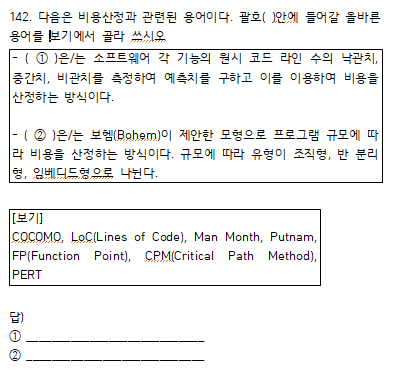 142. 다음은 비용산정과 관련된 용어이다. 괄호( )안에 들어갈 올바른
용어를 보기에서 골라 쓰시오
- ( ① )은/는 소프트웨어 각 기능의 원시 코드 라인 수의 낙관치,
중간치, 비관치를 측정하여 예측치를 구하고 이를 이용하여 비용을
산정하는 방식이다.
- ( ② )은/는 보헴(Bohem)이 제안한 모형으로 프로그램 규모에 따
라 비용을 산정하는 방식이다. 규모에 따라 유형이 조직형, 반 분리
형, 임베디드형으로 나뉜다.
[보기]
COCOMO, LoC(Lines of Code), Man Month, Putnam,
FP(Function Point), CPM(Critical Path Method),
PERT
답)
① ___________________________
② ___________________________